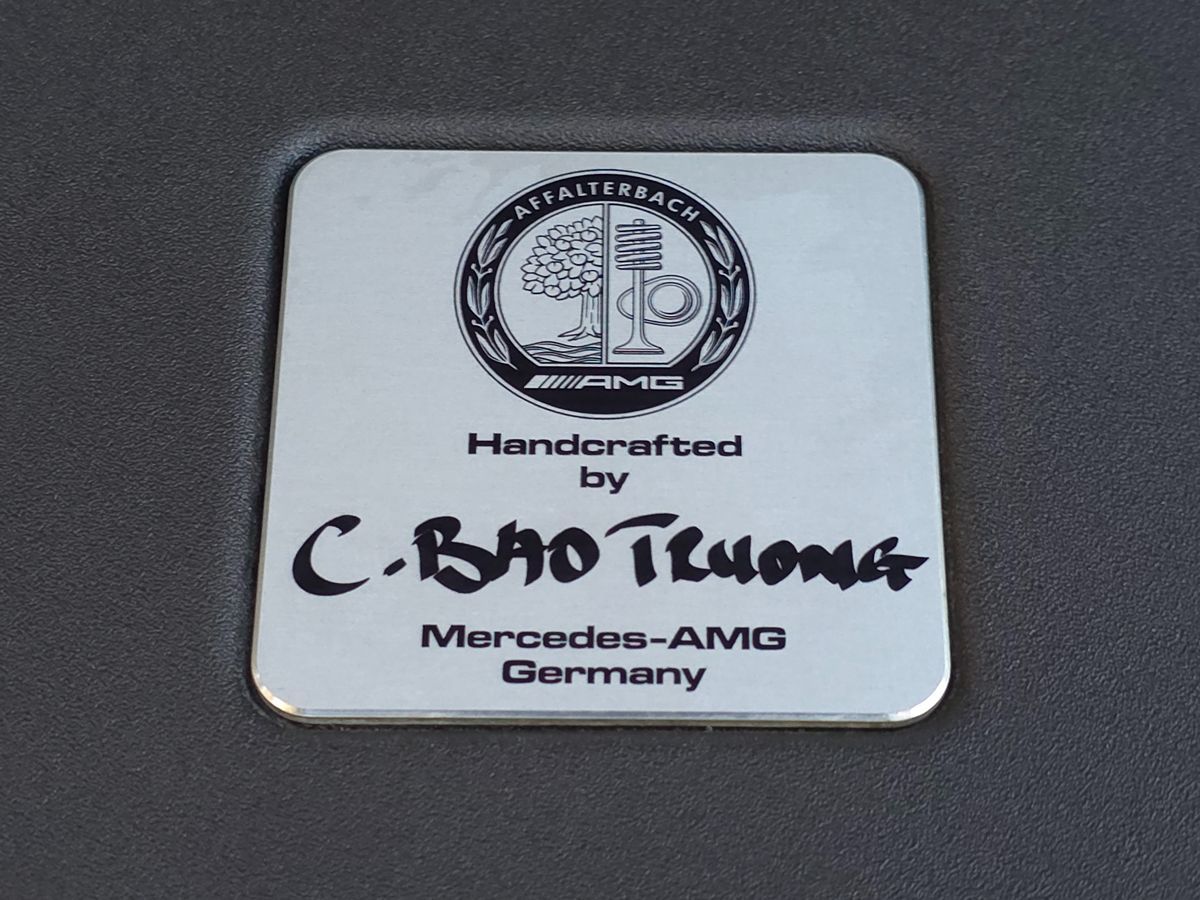 AFFALTERBACH
AMG
Handcrafted
by
C. BAO TRUONG
Mercedes-AMG
Germany